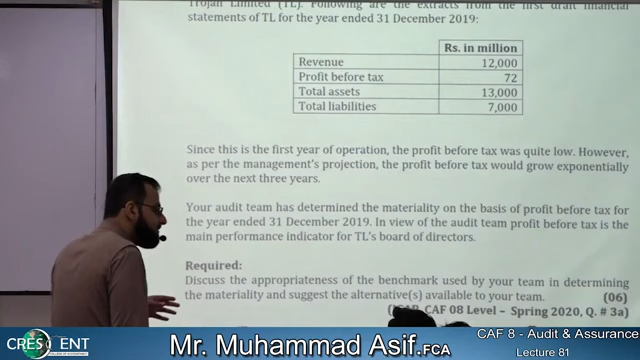 Trojan Limited (TL). Following are the extracts from the first draft financial
statements of TL for the year ended 31 December 2019:
Rs. in million
Revenue 12,000
Profit before tax 72
Total assets 13,000
Total liabilities 7,000
Since this is the first year of operation, the profit before tax was quite low. However,
as per the management's projection, the profit before tax would grow exponentially
over the next three years.
Your audit team has determined the materiality on the basis of profit before tax for
the year ended 31 December 2019. In view of the audit team profit before tax is the
main performance indicator for TL's board of directors.
Required:
Discuss the appropriateness of the benchmark used by your team in determining
the materiality and suggest the alternative(s) available to your team. (06)
CAF 08 Level – Spring 2020, Q. # 3a)
CRESCENT
COLLEGE OF ACCOUNTANCY
Mr. Muhammad Asif.FCA
CAF 8 - Audit & Assurance
Lecture 81